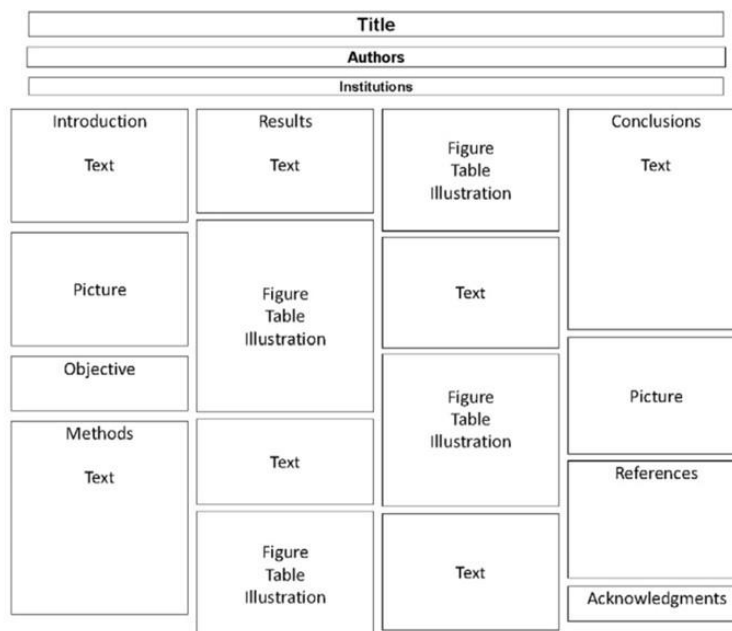 Title
Authors
Institutions
Introduction
Text
Picture
Objective
Methods
Text
Results
Text
Figure
Table
Illustration
Text
Figure
Table
Illustration
Figure
Table
Illustration
Text
Figure
Table
Illustration
Text
Conclusions
Text
Picture
References
Acknowledgments